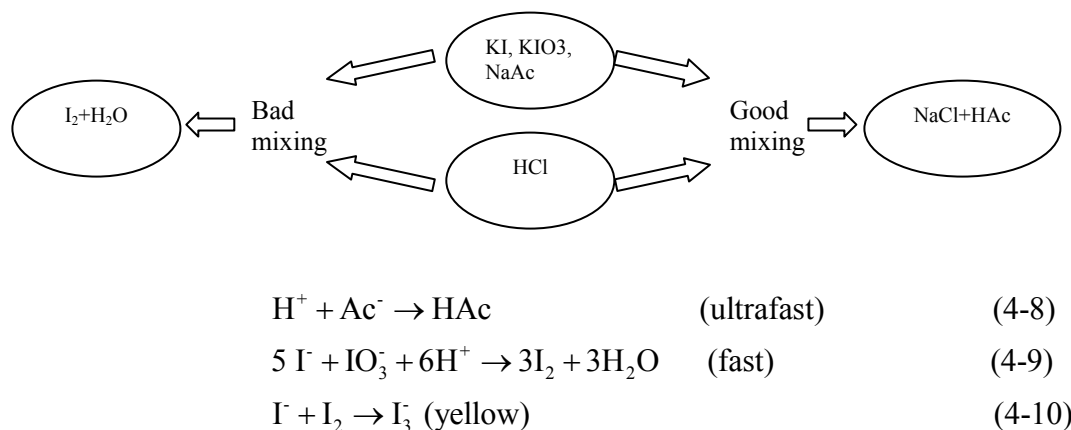 KI, KIO3,
NaAc
I₂+H₂O
Bad
mixing
Good
mixing
NaCl+HAc
HCl
H⁺ + Ac⁻ → HAc (ultrafast) (4-8)
5 I⁻ + IO₃⁻ + 6H⁺ → 3I₂ + 3H₂O (fast) (4-9)
I⁻ + I₂ → I₃⁻ (yellow) (4-10)